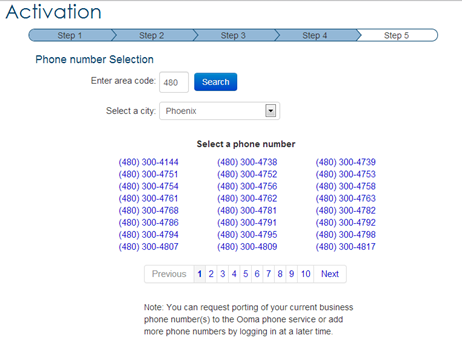 Activation
Step 1 Step 2 Step 3 Step 4 Step 5
Phone number Selection
Enter area code: 480 Search
Select a city: Phoenix
Select a phone number
(480) 300-4144 (480) 300-4738 (480) 300-4739
(480) 300-4751 (480) 300-4752 (480) 300-4753
(480) 300-4754 (480) 300-4756 (480) 300-4758
(480) 300-4761 (480) 300-4762 (480) 300-4763
(480) 300-4768 (480) 300-4781 (480) 300-4782
(480) 300-4786 (480) 300-4791 (480) 300-4792
(480) 300-4794 (480) 300-4795 (480) 300-4798
(480) 300-4807 (480) 300-4809 (480) 300-4817
Previous 1 2 3 4 5 6 7 8 9 10 Next
Note: You can request porting of your current business
phone number(s) to the Ooma phone service or add
more phone numbers by logging in at a later time.